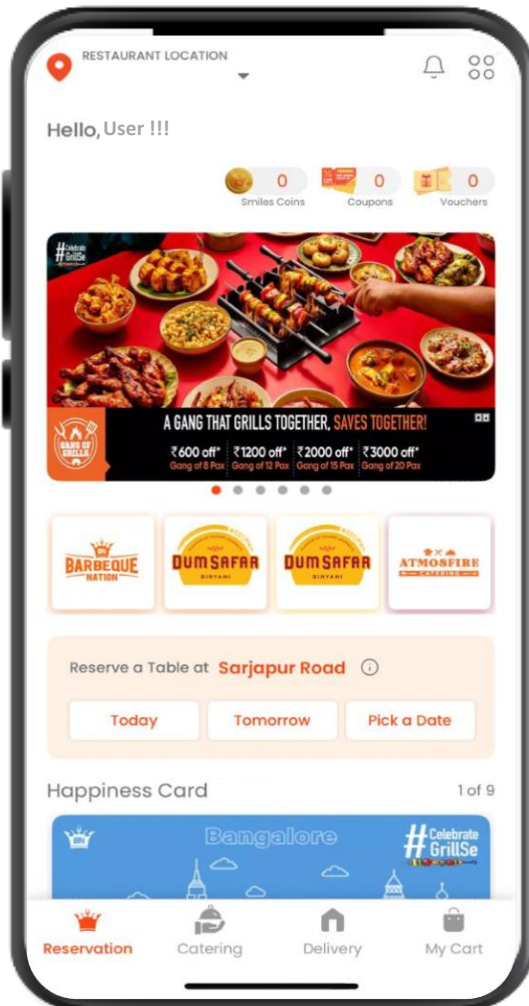 RESTAURANT LOCATION
Hello, User !!!
0 0 0
Smiles Coins Coupons Vouchers
#Celebrate
GrillSe
A GANG THAT GRILLS TOGETHER, SAVES TOGETHER!
GANG OF
GRILLS
₹600 off* ₹1200 off* ₹2000 off* ₹3000 off*
Gang of 8 Pax Gang of 12 Pax Gang of 15 Pax Gang of 20 Pax
BARBEQUE
NATION
DUM SAFAR
BIRYANI
DUM SAFAR
BIRYANI
ATMOSFIRE
CATERING
Reserve a Table at Sarjapur Road
Today Tomorrow Pick a Date
Happiness Card 1 of 9
Bangalore
#Celebrate
GrillSe
Reservation Catering Delivery My Cart